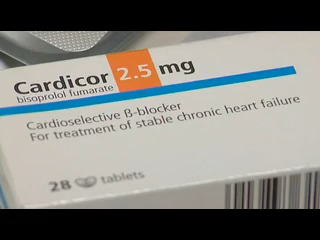 Cardicor 2.5 mg
bisoprolol fumarate
Cardioselective β-blocker
For treatment of stable chronic heart failure
28 tablets